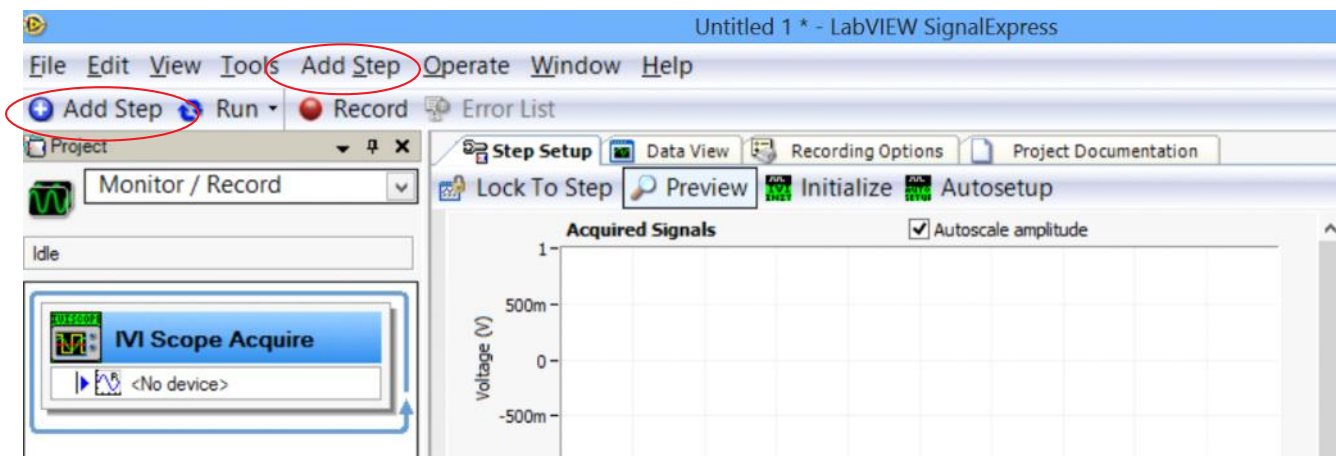 Untitled 1 * - LabVIEW SignalExpress
File Edit View Tools Add Step Operate Window Help
Add Step Run Record Error List
Project
Step Setup Data View Recording Options Project Documentation
Monitor / Record
Lock To Step Preview Initialize Autosetup
Acquired Signals Autoscale amplitude
Idle
1
500m
0
-500m
Voltage (V)
IVISCOPE
IVI Scope Acquire
<No device>